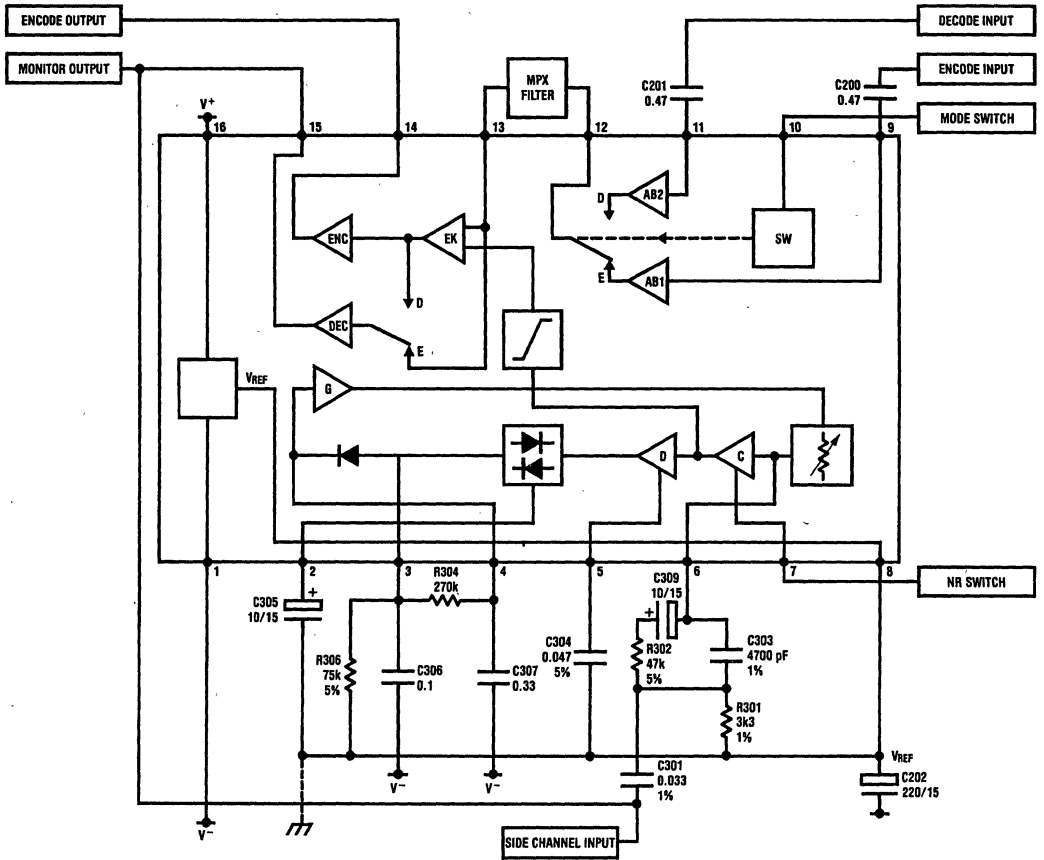 ENCODE OUTPUT
DECODE INPUT
MONITOR OUTPUT
MPX
FILTER
ENCODE INPUT
C201
0.47
C200
0.47
MODE SWITCH
V+
16
15
14
13
12
11
10
9
D
AB2
ENC
EK
SW
E
AB1
D
DEC
E
VREF
G
D
C
1
2
3
4
5
6
7
8
R304
270k
C309
10/15
NR SWITCH
+
C305
10/15
+
R306
75k
5%
C306
0.1
C307
0.33
C304
0.047
5%
R302
47k
5%
C303
4700 pF
1%
R301
3k3
1%
VREF
V–
V–
C301
0.033
1%
C202
220/15
V–
SIDE CHANNEL INPUT